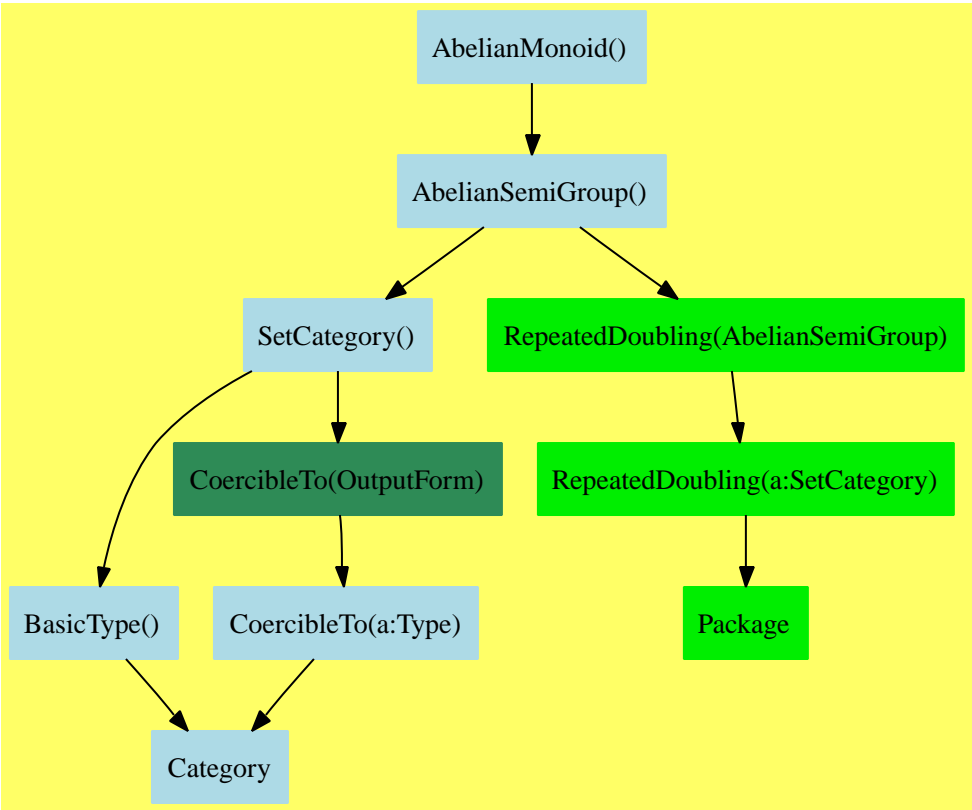 AbelianMonoid()
AbelianSemiGroup()
SetCategory()
RepeatedDoubling(AbelianSemiGroup)
CoercibleTo(OutputForm)
RepeatedDoubling(a:SetCategory)
BasicType()
CoercibleTo(a:Type)
Package
Category